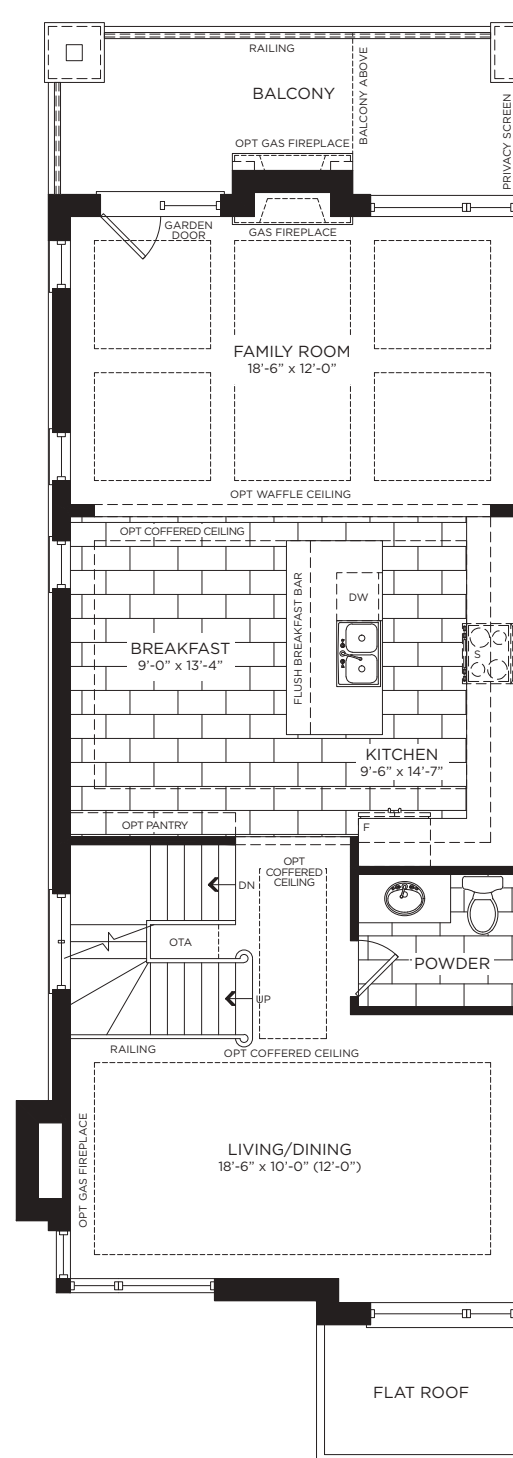 RAILING
BALCONY
BALCONY ABOVE
PRIVACY SCREEN
OPT GAS FIREPLACE
GARDEN
DOOR
GAS FIREPLACE
FAMILY ROOM
18'-6" x 12'-0"
OPT WAFFLE CEILING
OPT COFFERED CEILING
FLUSH BREAKFAST BAR
DW
BREAKFAST
9'-0" x 13'-4"
S
KITCHEN
9'-6" x 14'-7"
OPT PANTRY
F
OPT
COFFERED
CEILING
DN
OTA
POWDER
UP
RAILING
OPT COFFERED CEILING
OPT GAS FIREPLACE
LIVING/DINING
18'-6" x 10'-0" (12'-0")
FLAT ROOF